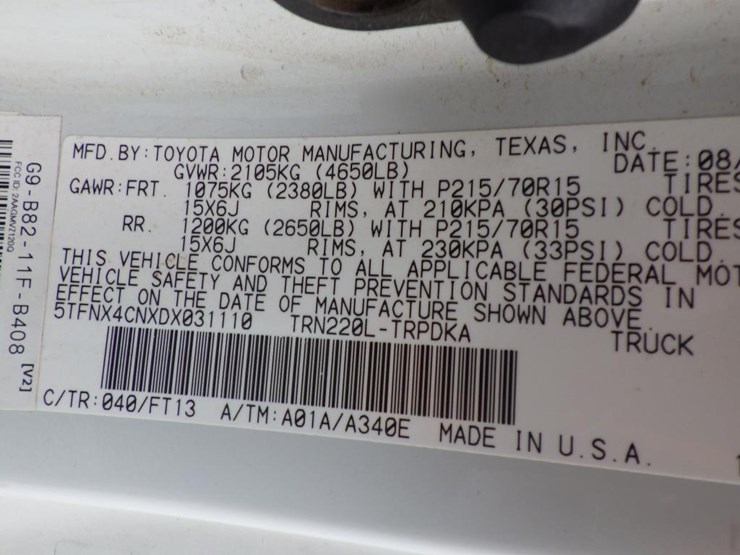 MFD.BY:TOYOTA MOTOR MANUFACTURING, TEXAS, INC.
GVWR:2105KG (4650LB) DATE:08/
GAWR:FRT. 1075KG (2380LB) WITH P215/70R15 TIRES
15X6J RIMS, AT 210KPA (30PSI) COLD.
RR. 1200KG (2650LB) WITH P215/70R15 TIRES
15X6J RIMS, AT 230KPA (33PSI) COLD.
THIS VEHICLE CONFORMS TO ALL APPLICABLE FEDERAL MOT
VEHICLE SAFETY AND THEFT PREVENTION STANDARDS IN
EFFECT ON THE DATE OF MANUFACTURE SHOWN ABOVE.
5TFNX4CNXDX031110 TRN220L-TRPDKA TRUCK
C/TR:040/FT13 A/TM:A01A/A340E MADE IN U.S.A.
G9-B82-11F-B408 [V2]